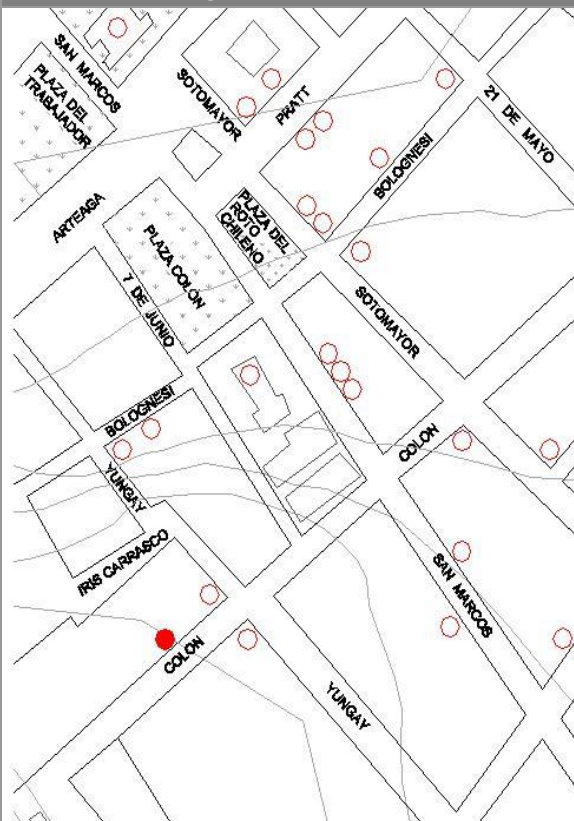 SAN MARCOS
PLAZA DEL
TRABAJADOR
SOTOMAYOR
PRATT
21 DE MAYO
BOLOGNESI
ARTEAGA
PLAZA COLON
PLAZA DEL
ROTO
CHILENO
7 DE JUNIO
SOTOMAYOR
BOLOGNESI
COLON
YUNGAY
IRIS CARRASCO
SAN MARCOS
COLON
YUNGAY